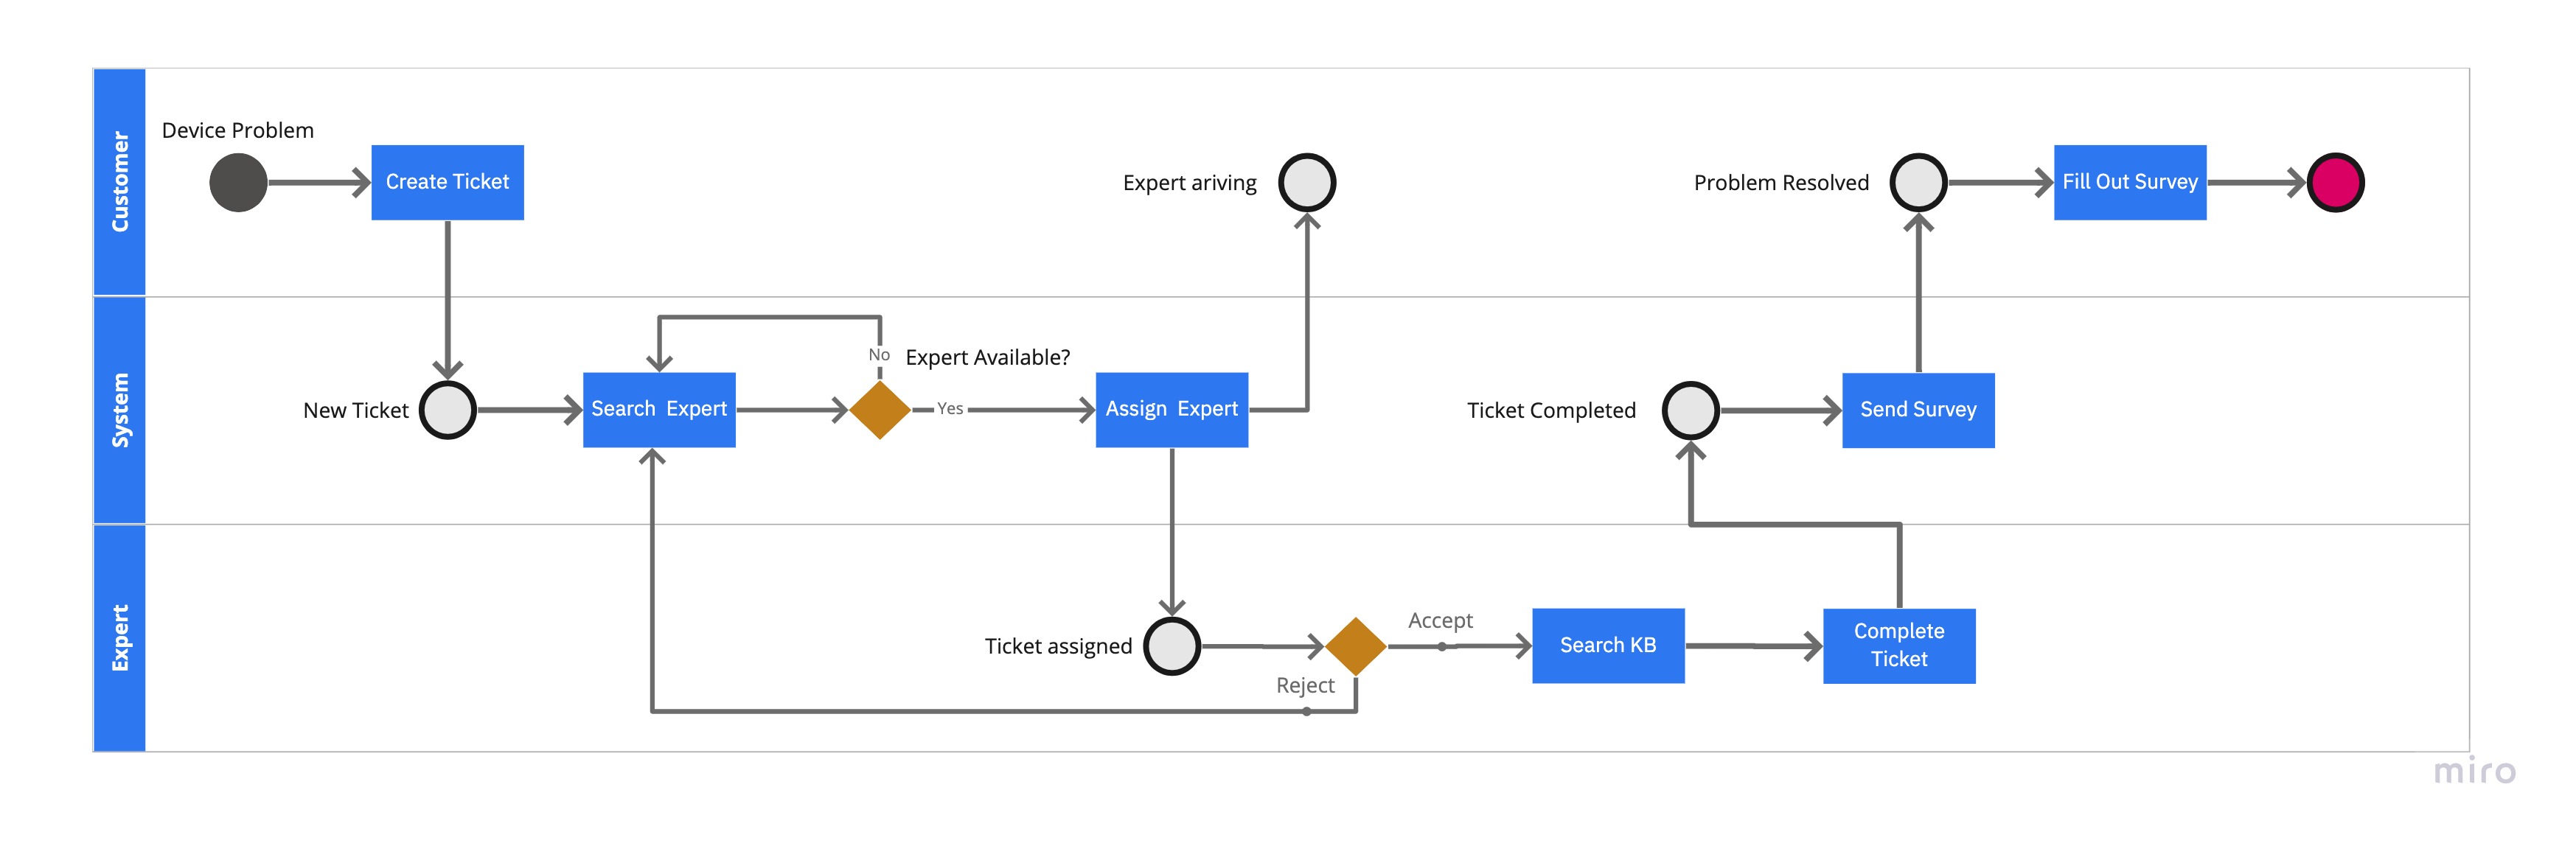 Customer
Device Problem
Create Ticket
Expert ariving
Problem Resolved
Fill Out Survey
System
New Ticket
Search Expert
No
Expert Available?
Yes
Assign Expert
Ticket Completed
Send Survey
Expert
Ticket assigned
Accept
Reject
Search KB
Complete
Ticket
miro